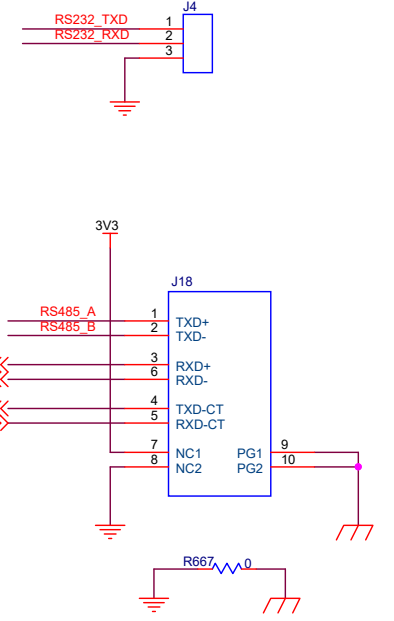 J4
RS232_TXD 1
RS232_RXD 2
3
3V3
J18
RS485_A 1 TXD+
RS485_B 2 TXD-
3 RXD+
6 RXD-
4 TXD-CT
5 RXD-CT
7 NC1 PG1 9
8 NC2 PG2 10
R667 0